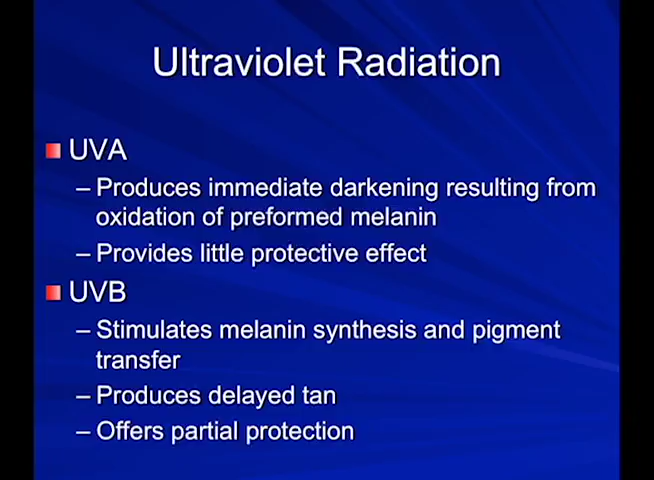 Ultraviolet Radiation
UVA
– Produces immediate darkening resulting from
oxidation of preformed melanin
– Provides little protective effect
UVB
– Stimulates melanin synthesis and pigment
transfer
– Produces delayed tan
– Offers partial protection